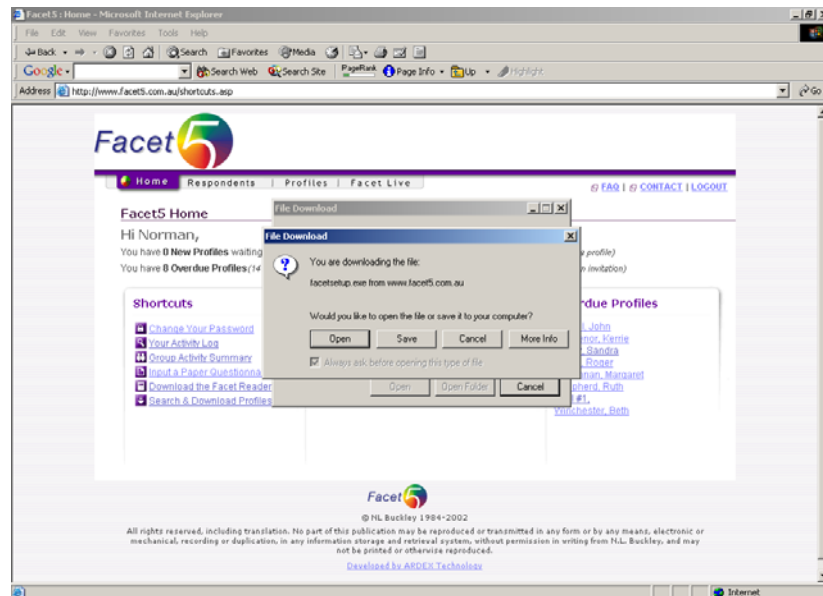 Facet5 : Home - Microsoft Internet Explorer
File Edit View Favorites Tools Help
Back Search Favorites Media
Google Search Web Search Site PageRank Page Info Up Highlight
Address http://www.facet5.com.au/shortcuts.asp Go
Facet5
Home Respondents | Profiles | Facet Live
FAQ | CONTACT | LOGOUT
Facet5 Home
File Download
Hi Norman,
File Download
You have 0 New Profiles waiting
profile)
You have 8 Overdue Profiles (14
invitation)
You are downloading the file:
facetsetup.exe from www.facet5.com.au
Would you like to open the file or save it to your computer?
Open Save Cancel More Info
Always ask before opening this type of file
Open Open Folder Cancel
Shortcuts
Change Your Password
Your Activity Log
Group Activity Summary
Input a Paper Questionna
Download the Facet Reader
Search & Download Profiles
rdue Profiles
, John
nor, Kerrie
, Sandra
, Roger
nan, Margaret
pherd, Ruth
#1,
Winchester, Beth
Facet5
© NL Buckley 1984-2002
All rights reserved, including translation. No part of this publication may be reproduced or transmitted in any form or by any means, electronic or
mechanical, recording or duplication, in any information storage and retrieval system, without permission in writing from N.L. Buckley, and may
not be printed or otherwise reproduced.
Developed by ARDEX Technology
Internet